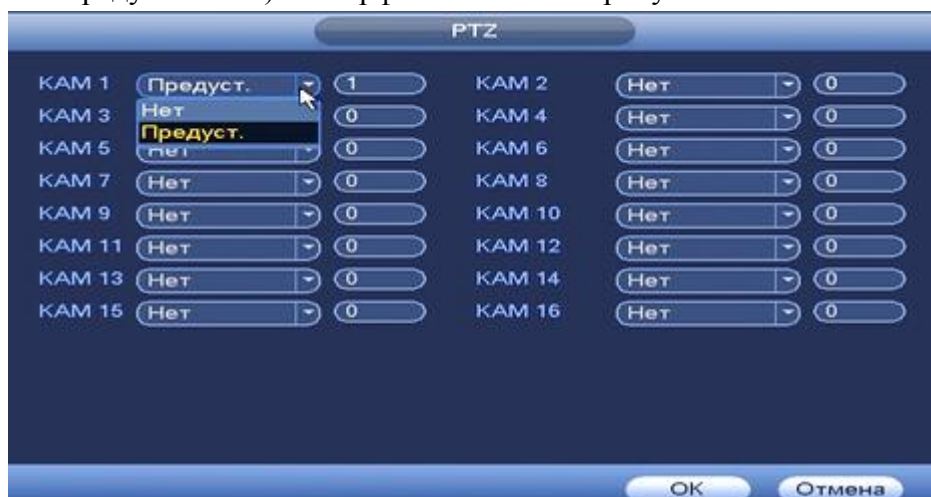 PTZ
КАМ 1 Предуст. 1 КАМ 2 Нет 0
КАМ 3 Нет 0 КАМ 4 Нет 0
Предуст.
КАМ 5 Нет 0 КАМ 6 Нет 0
КАМ 7 Нет 0 КАМ 8 Нет 0
КАМ 9 Нет 0 КАМ 10 Нет 0
КАМ 11 Нет 0 КАМ 12 Нет 0
КАМ 13 Нет 0 КАМ 14 Нет 0
КАМ 15 Нет 0 КАМ 16 Нет 0
OK Отмена